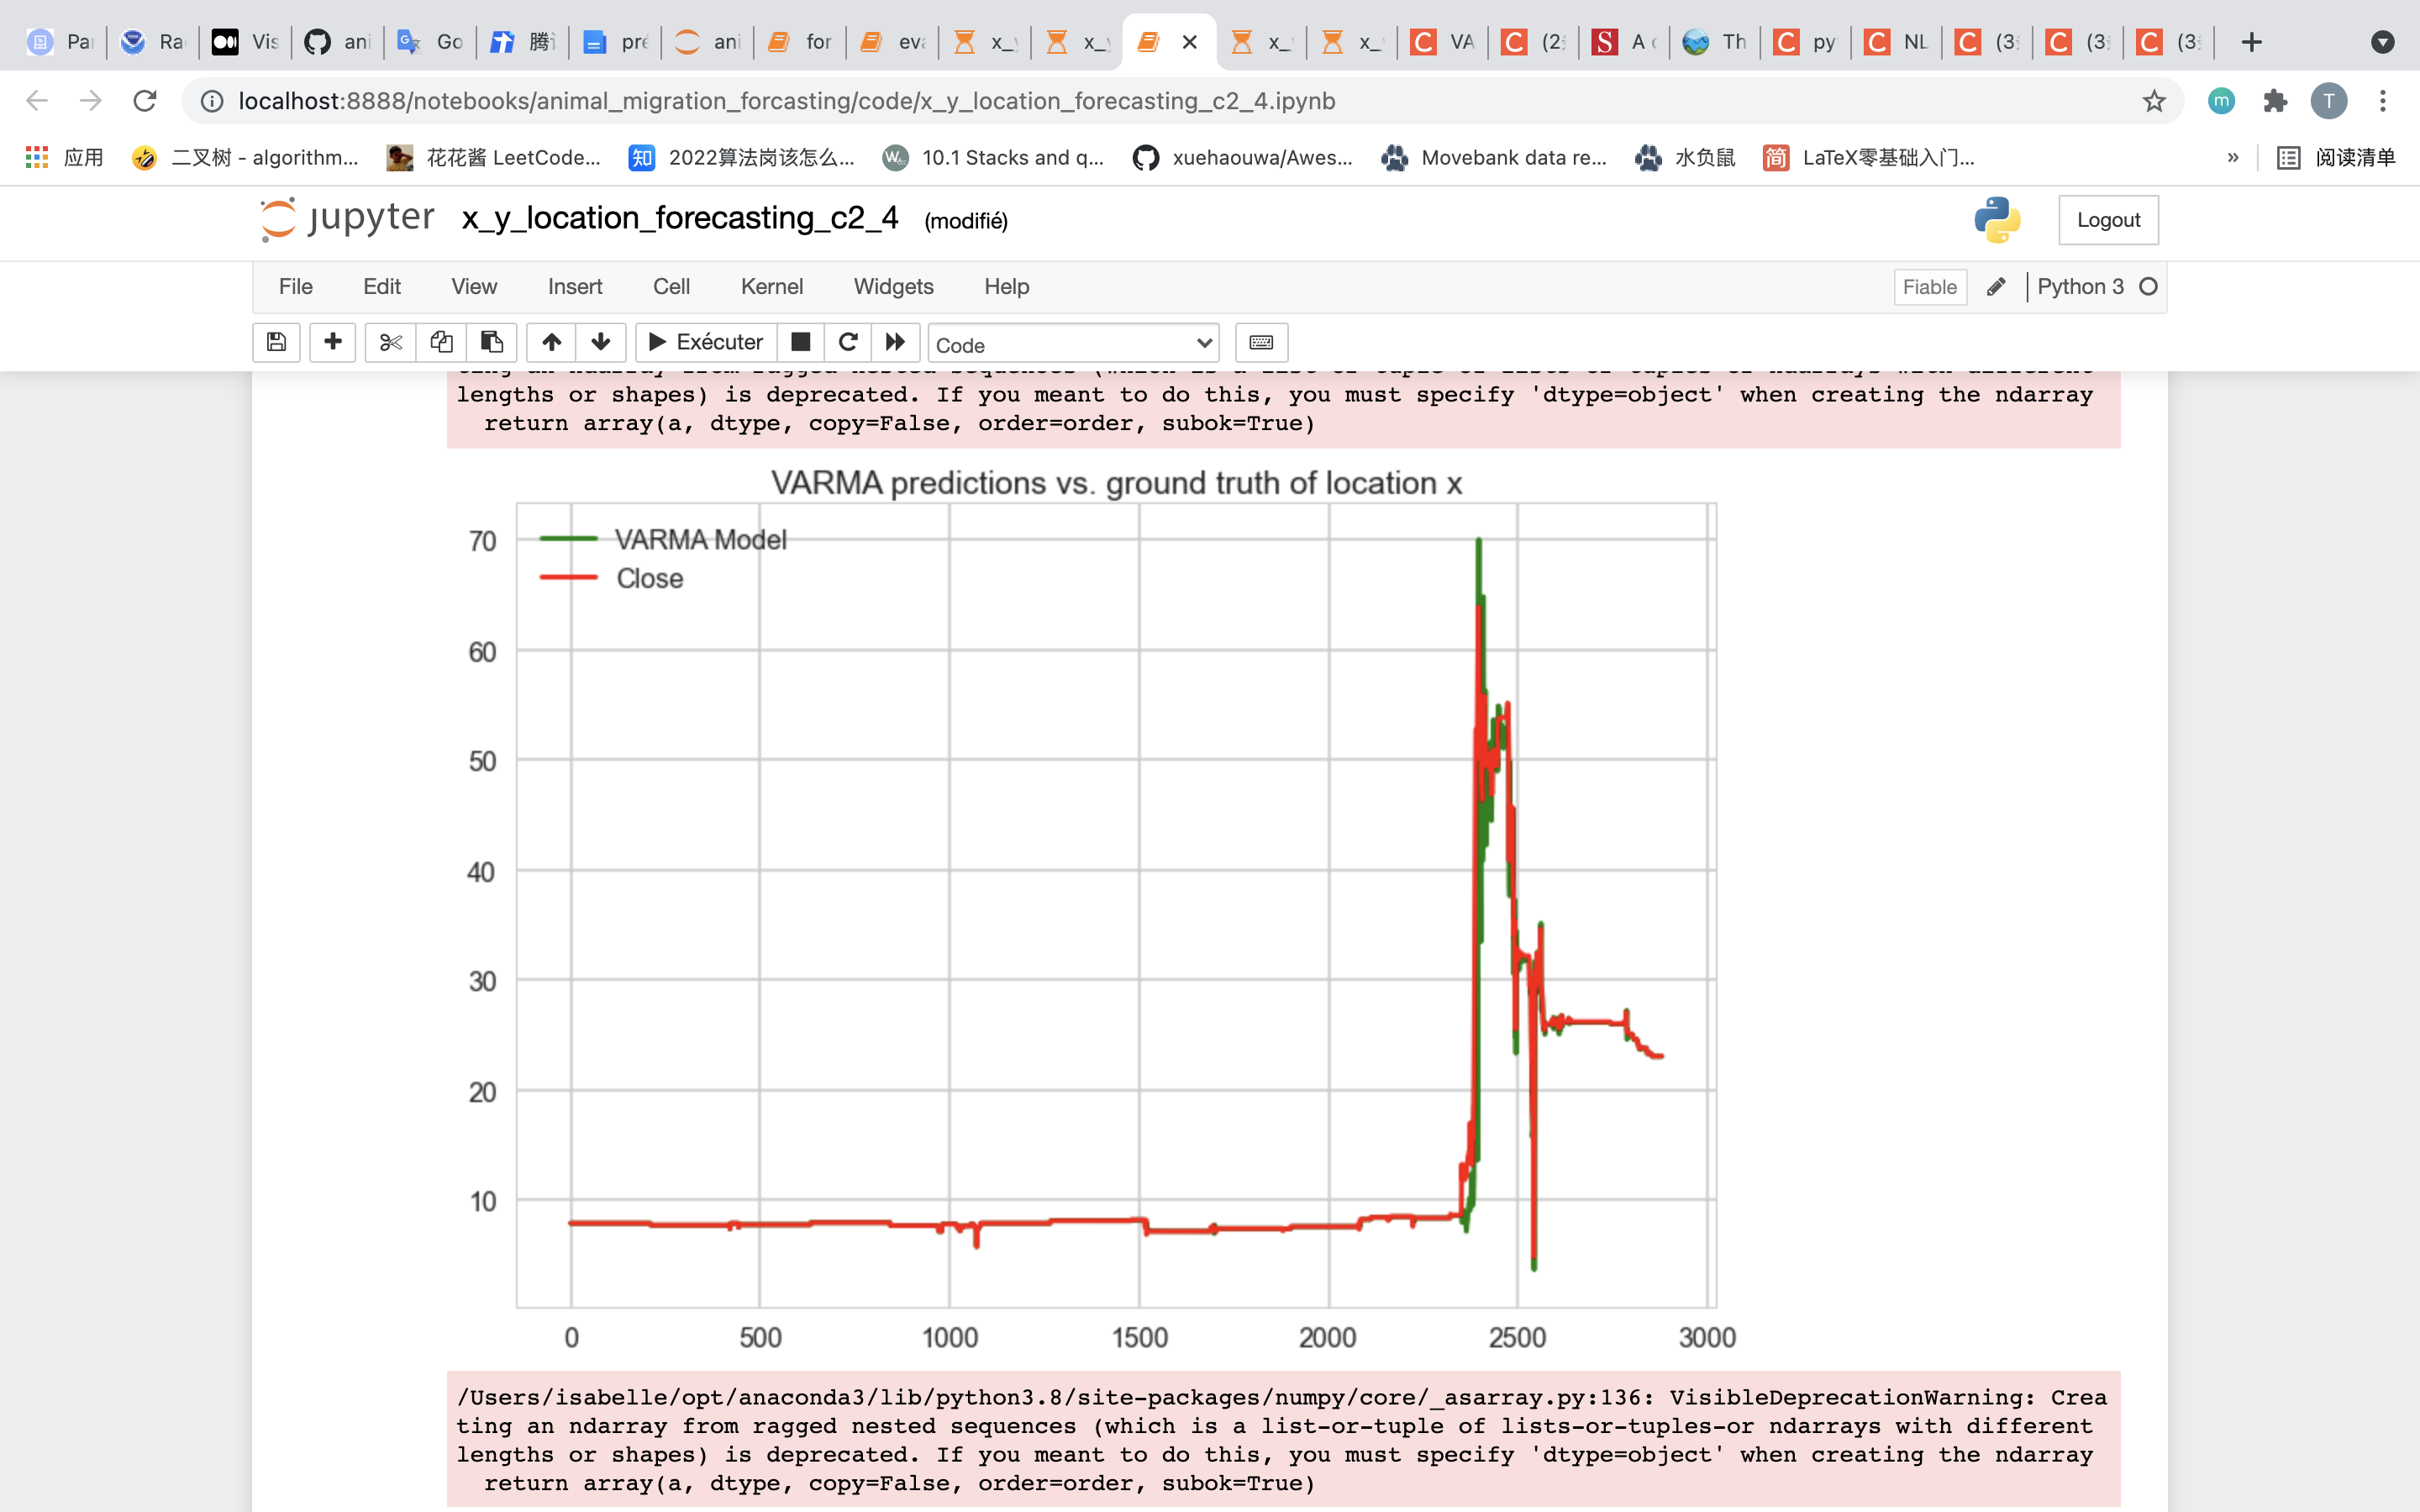 Pa
Ra
Vis
ani
Go
腾
pré
ani
for
eva
x_y
x_y
x_
x_
VA
(2
A
Th
py
NL
(3
(3
(3
localhost:8888/notebooks/animal_migration_forcasting/code/x_y_location_forecasting_c2_4.ipynb
m
T
应用
二叉树 - algorithm...
花花酱 LeetCode...
知
2022算法岗该怎么...
10.1 Stacks and q...
xuehaouwa/Awes...
Movebank data re...
水负鼠
简
LaTeX零基础入门...
»
阅读清单
jupyter
x_y_location_forecasting_c2_4
(modifié)
Logout
File
Edit
View
Insert
Cell
Kernel
Widgets
Help
Fiable
Python 3
Exécuter
Code
lengths or shapes) is deprecated. If you meant to do this, you must specify 'dtype=object' when creating the ndarray
return array(a, dtype, copy=False, order=order, subok=True)
VARMA predictions vs. ground truth of location x
VARMA Model
Close
70
60
50
40
30
20
10
0
500
1000
1500
2000
2500
3000
/Users/isabelle/opt/anaconda3/lib/python3.8/site-packages/numpy/core/_asarray.py:136: VisibleDeprecationWarning: Crea
ting an ndarray from ragged nested sequences (which is a list-or-tuple of lists-or-tuples-or ndarrays with different
lengths or shapes) is deprecated. If you meant to do this, you must specify 'dtype=object' when creating the ndarray
return array(a, dtype, copy=False, order=order, subok=True)